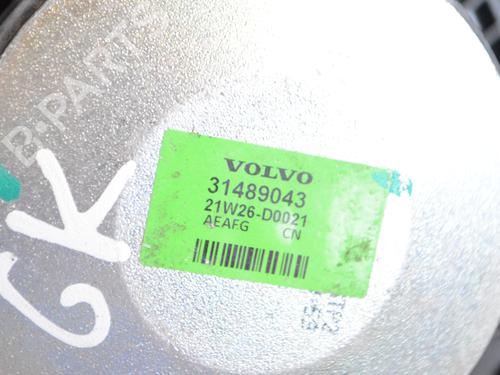 B-PARTS
GK
VOLVO
31489043
21W26-D0021
AEAFG CN